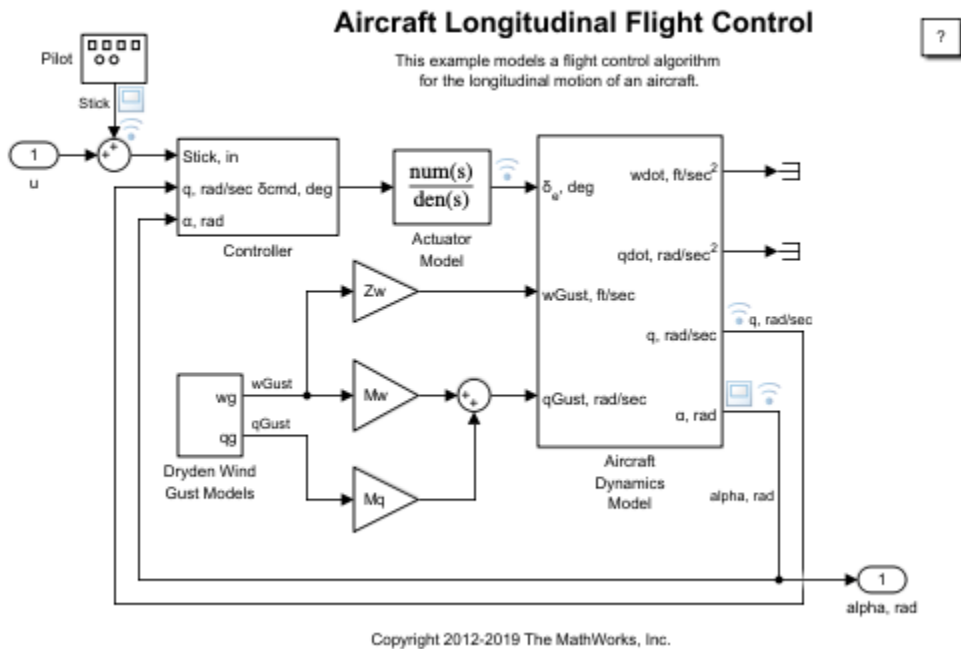 Aircraft Longitudinal Flight Control
?
This example models a flight control algorithm
for the longitudinal motion of an aircraft.
Pilot
Stick
1
u
Stick, in
q, rad/sec δcmd, deg
α, rad
Controller
num(s)
den(s)
Actuator
Model
δe, deg
wGust, ft/sec
qGust, rad/sec
wdot, ft/sec2
qdot, rad/sec2
q, rad/sec
α, rad
Aircraft
Dynamics
Model
q, rad/sec
alpha, rad
Zw
Mw
Mq
wg
qg
wGust
qGust
Dryden Wind
Gust Models
1
alpha, rad
Copyright 2012-2019 The MathWorks, Inc.